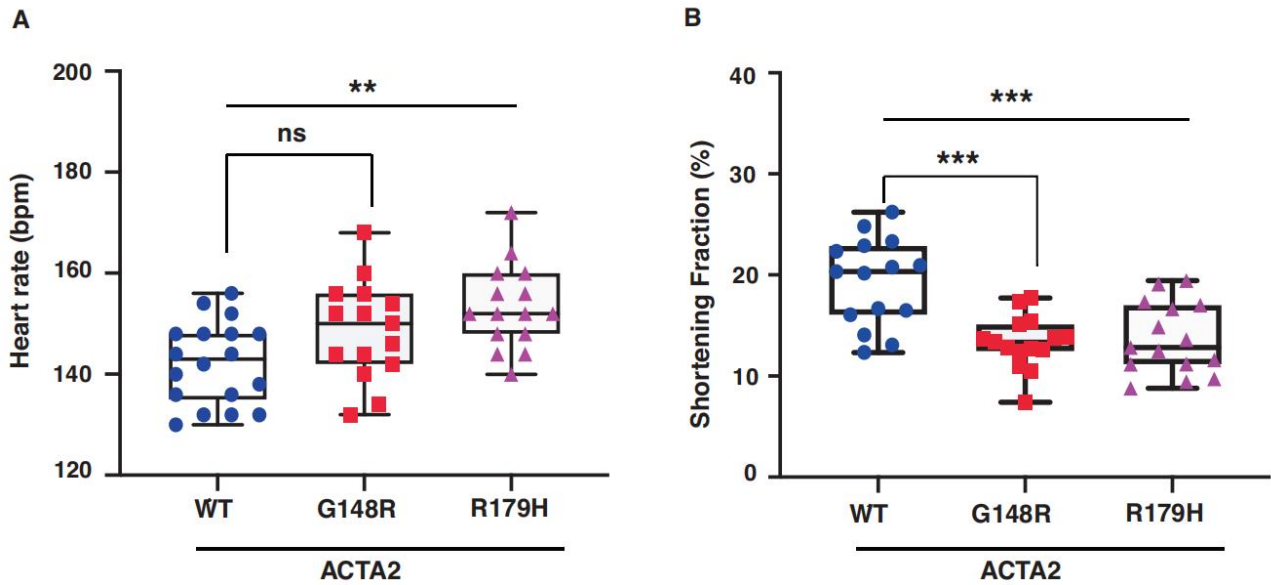 A
Heart rate (bpm)
200
180
160
140
120
**
ns
WT
G148R
R179H
ACTA2
B
Shortening Fraction (%)
40
30
20
10
0
***
***
WT
G148R
R179H
ACTA2